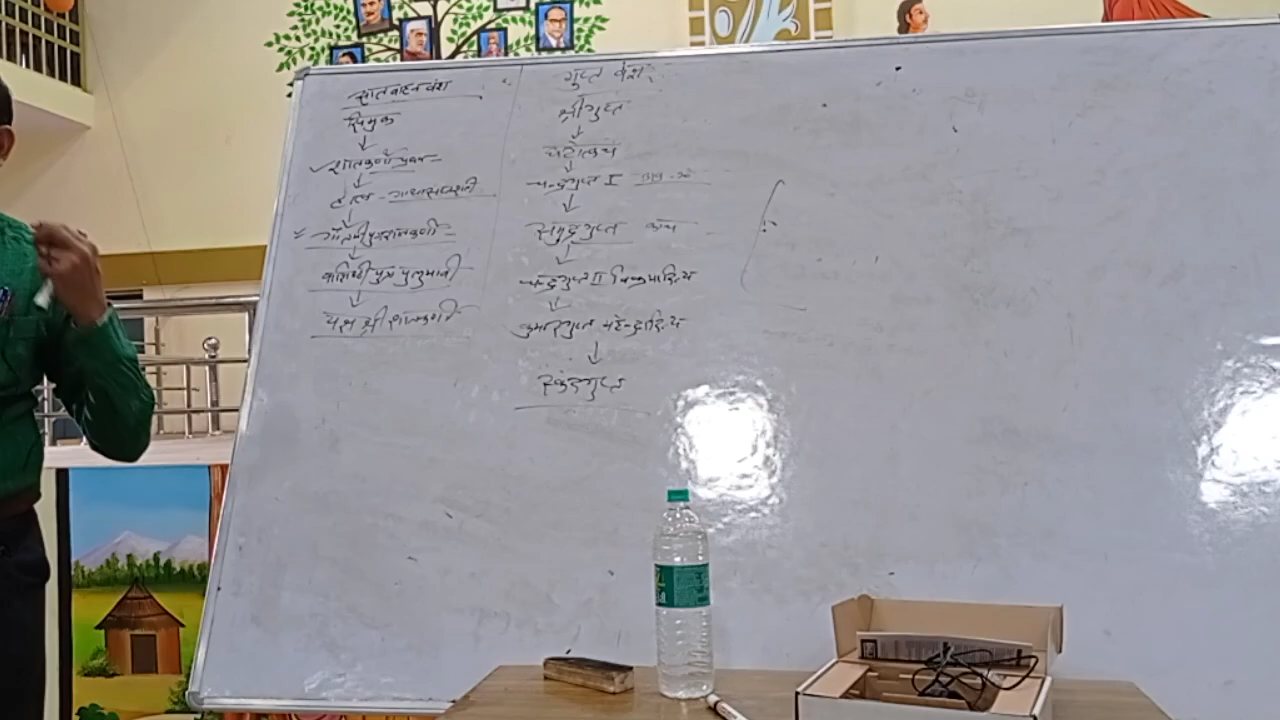 सातवाहन वंश
सिमुक
↓
✓ शातकर्णी प्रथम –
↓
हाल - गाथासप्तशती
↓
गौतमीपुत्र शातकर्णी –
↓
वाशिष्ठी पुत्र पुलुमावी
↓
यज्ञ श्री शातकर्णी
गुप्त वंश
श्रीगुप्त
↓
घटोत्कच
↓
चन्द्रगुप्त I
↓
समुद्रगुप्त काच
↓
चन्द्रगुप्त II विक्रमादित्य
↓
कुमारगुप्त महेन्द्रादित्य
↓
स्कंदगुप्त